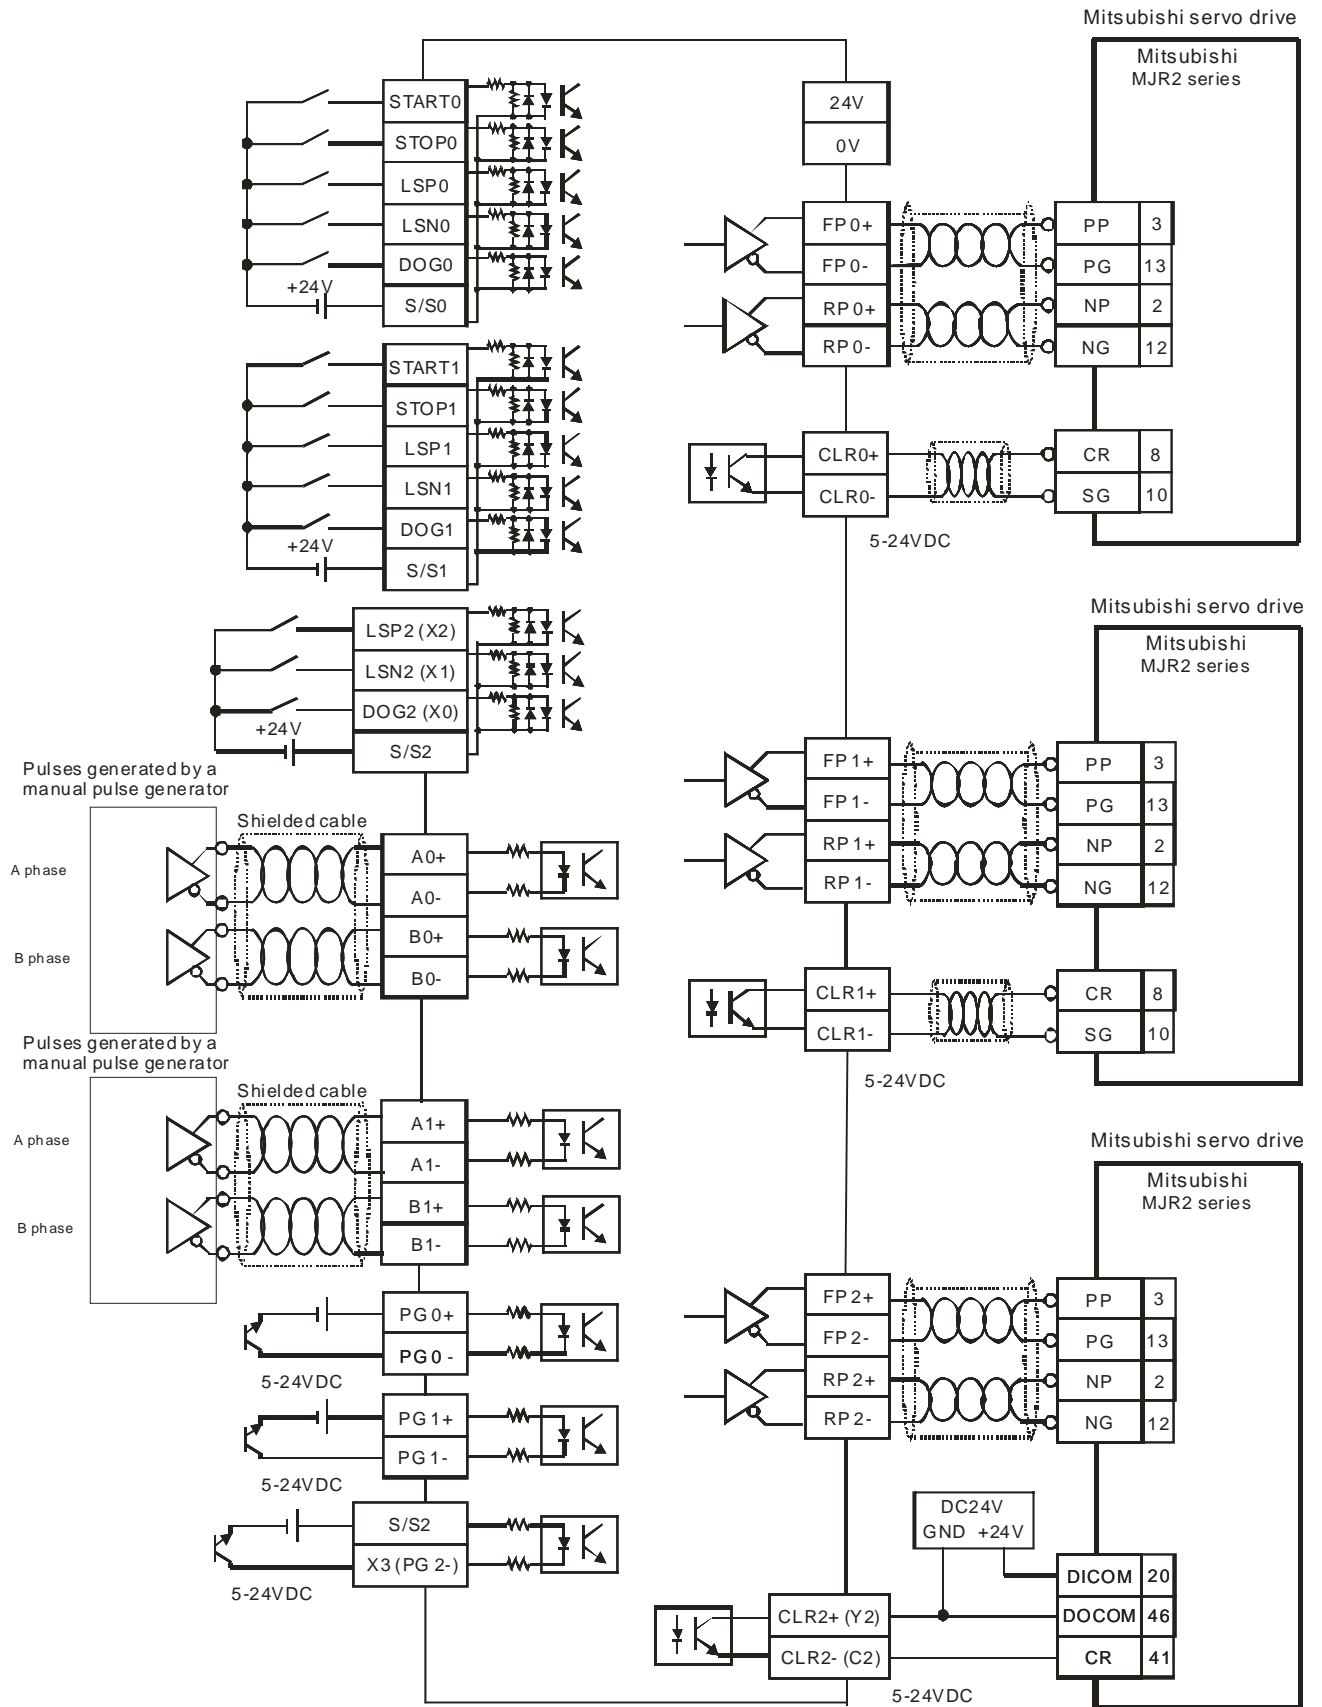 START0
STOP0
LSP0
LSN0
DOG0
+24V
S/S0
START1
STOP1
LSP1
LSN1
DOG1
+24V
S/S1
LSP2 (X2)
LSN2 (X1)
DOG2 (X0)
+24V
S/S2
Pulses generated by a
manual pulse generator
Shielded cable
A phase
B phase
A0+
A0-
B0+
B0-
Pulses generated by a
manual pulse generator
Shielded cable
A phase
B phase
A1+
A1-
B1+
B1-
PG0+
PG0-
5-24VDC
PG1+
PG1-
5-24VDC
S/S2
X3 (PG2-)
5-24VDC
24V
0V
Mitsubishi servo drive
Mitsubishi
MJR2 series
FP0+
FP0-
RP0+
RP0-
PP 3
PG 13
NP 2
NG 12
CLR0+
CLR0-
CR 8
SG 10
5-24VDC
Mitsubishi servo drive
Mitsubishi
MJR2 series
FP1+
FP1-
RP1+
RP1-
PP 3
PG 13
NP 2
NG 12
CLR1+
CLR1-
CR 8
SG 10
5-24VDC
Mitsubishi servo drive
Mitsubishi
MJR2 series
FP2+
FP2-
RP2+
RP2-
PP 3
PG 13
NP 2
NG 12
DC24V
GND +24V
DICOM 20
DOCOM 46
CR 41
CLR2+ (Y2)
CLR2- (C2)
5-24VDC